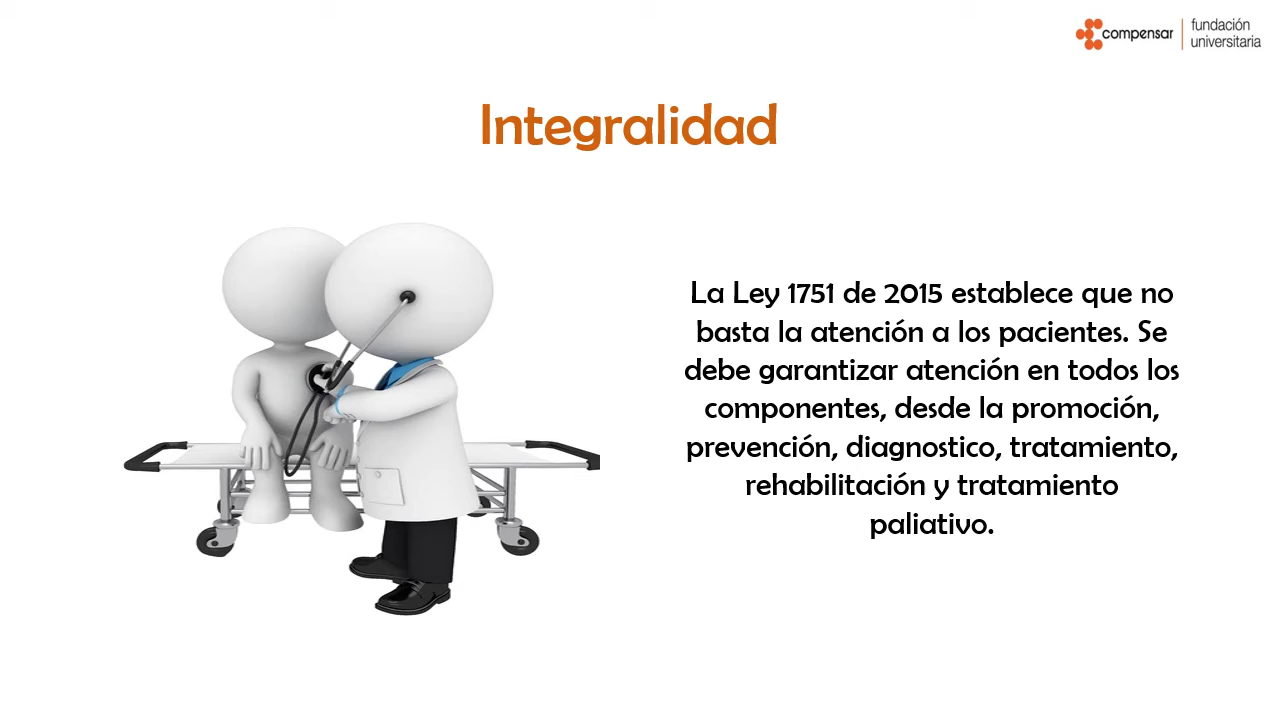 compensar
fundación
universitaria
Integralidad
La Ley 1751 de 2015 establece que no
basta la atención a los pacientes. Se
debe garantizar atención en todos los
componentes, desde la promoción,
prevención, diagnostico, tratamiento,
rehabilitación y tratamiento
paliativo.